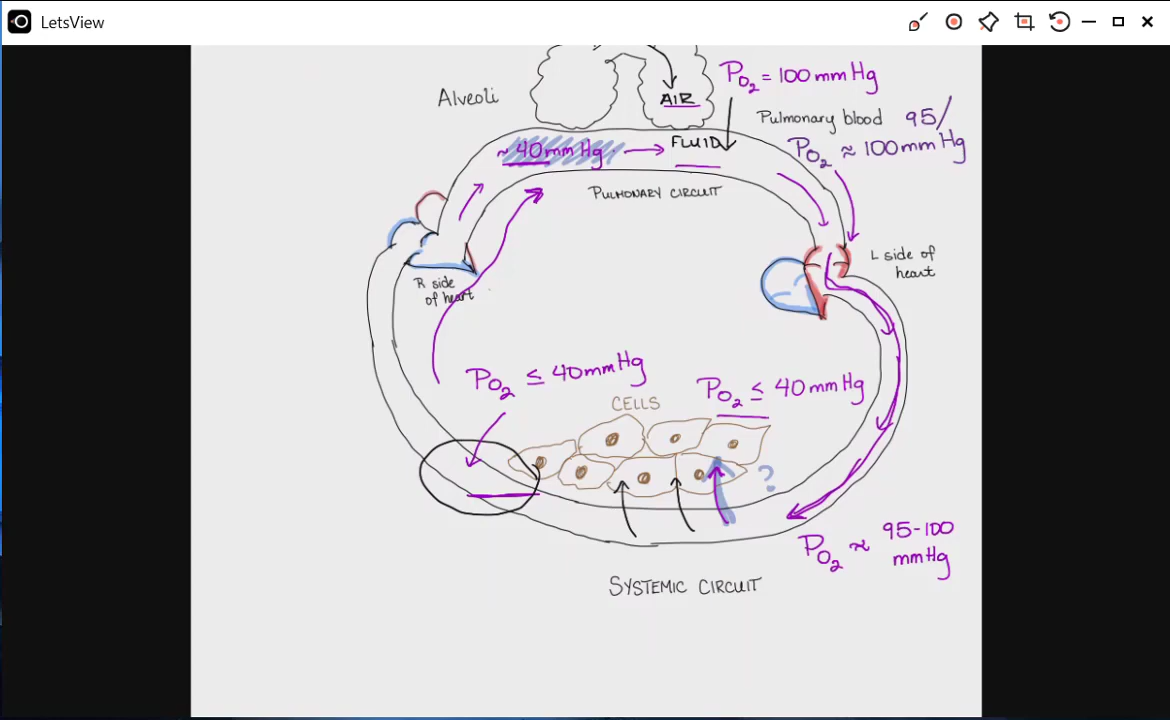 LetsView
Alveoli
AIR
PO₂ = 100 mm Hg
Pulmonary blood 95/
PO₂ ≈ 100 mm Hg
~ 40 mm Hg
FLUID
PULMONARY CIRCUIT
R side
of heart
L side of
heart
PO₂ ≤ 40 mm Hg
PO₂ ≤ 40 mm Hg
CELLS
?
PO₂ ≈ 95-100
mm Hg
SYSTEMIC CIRCUIT